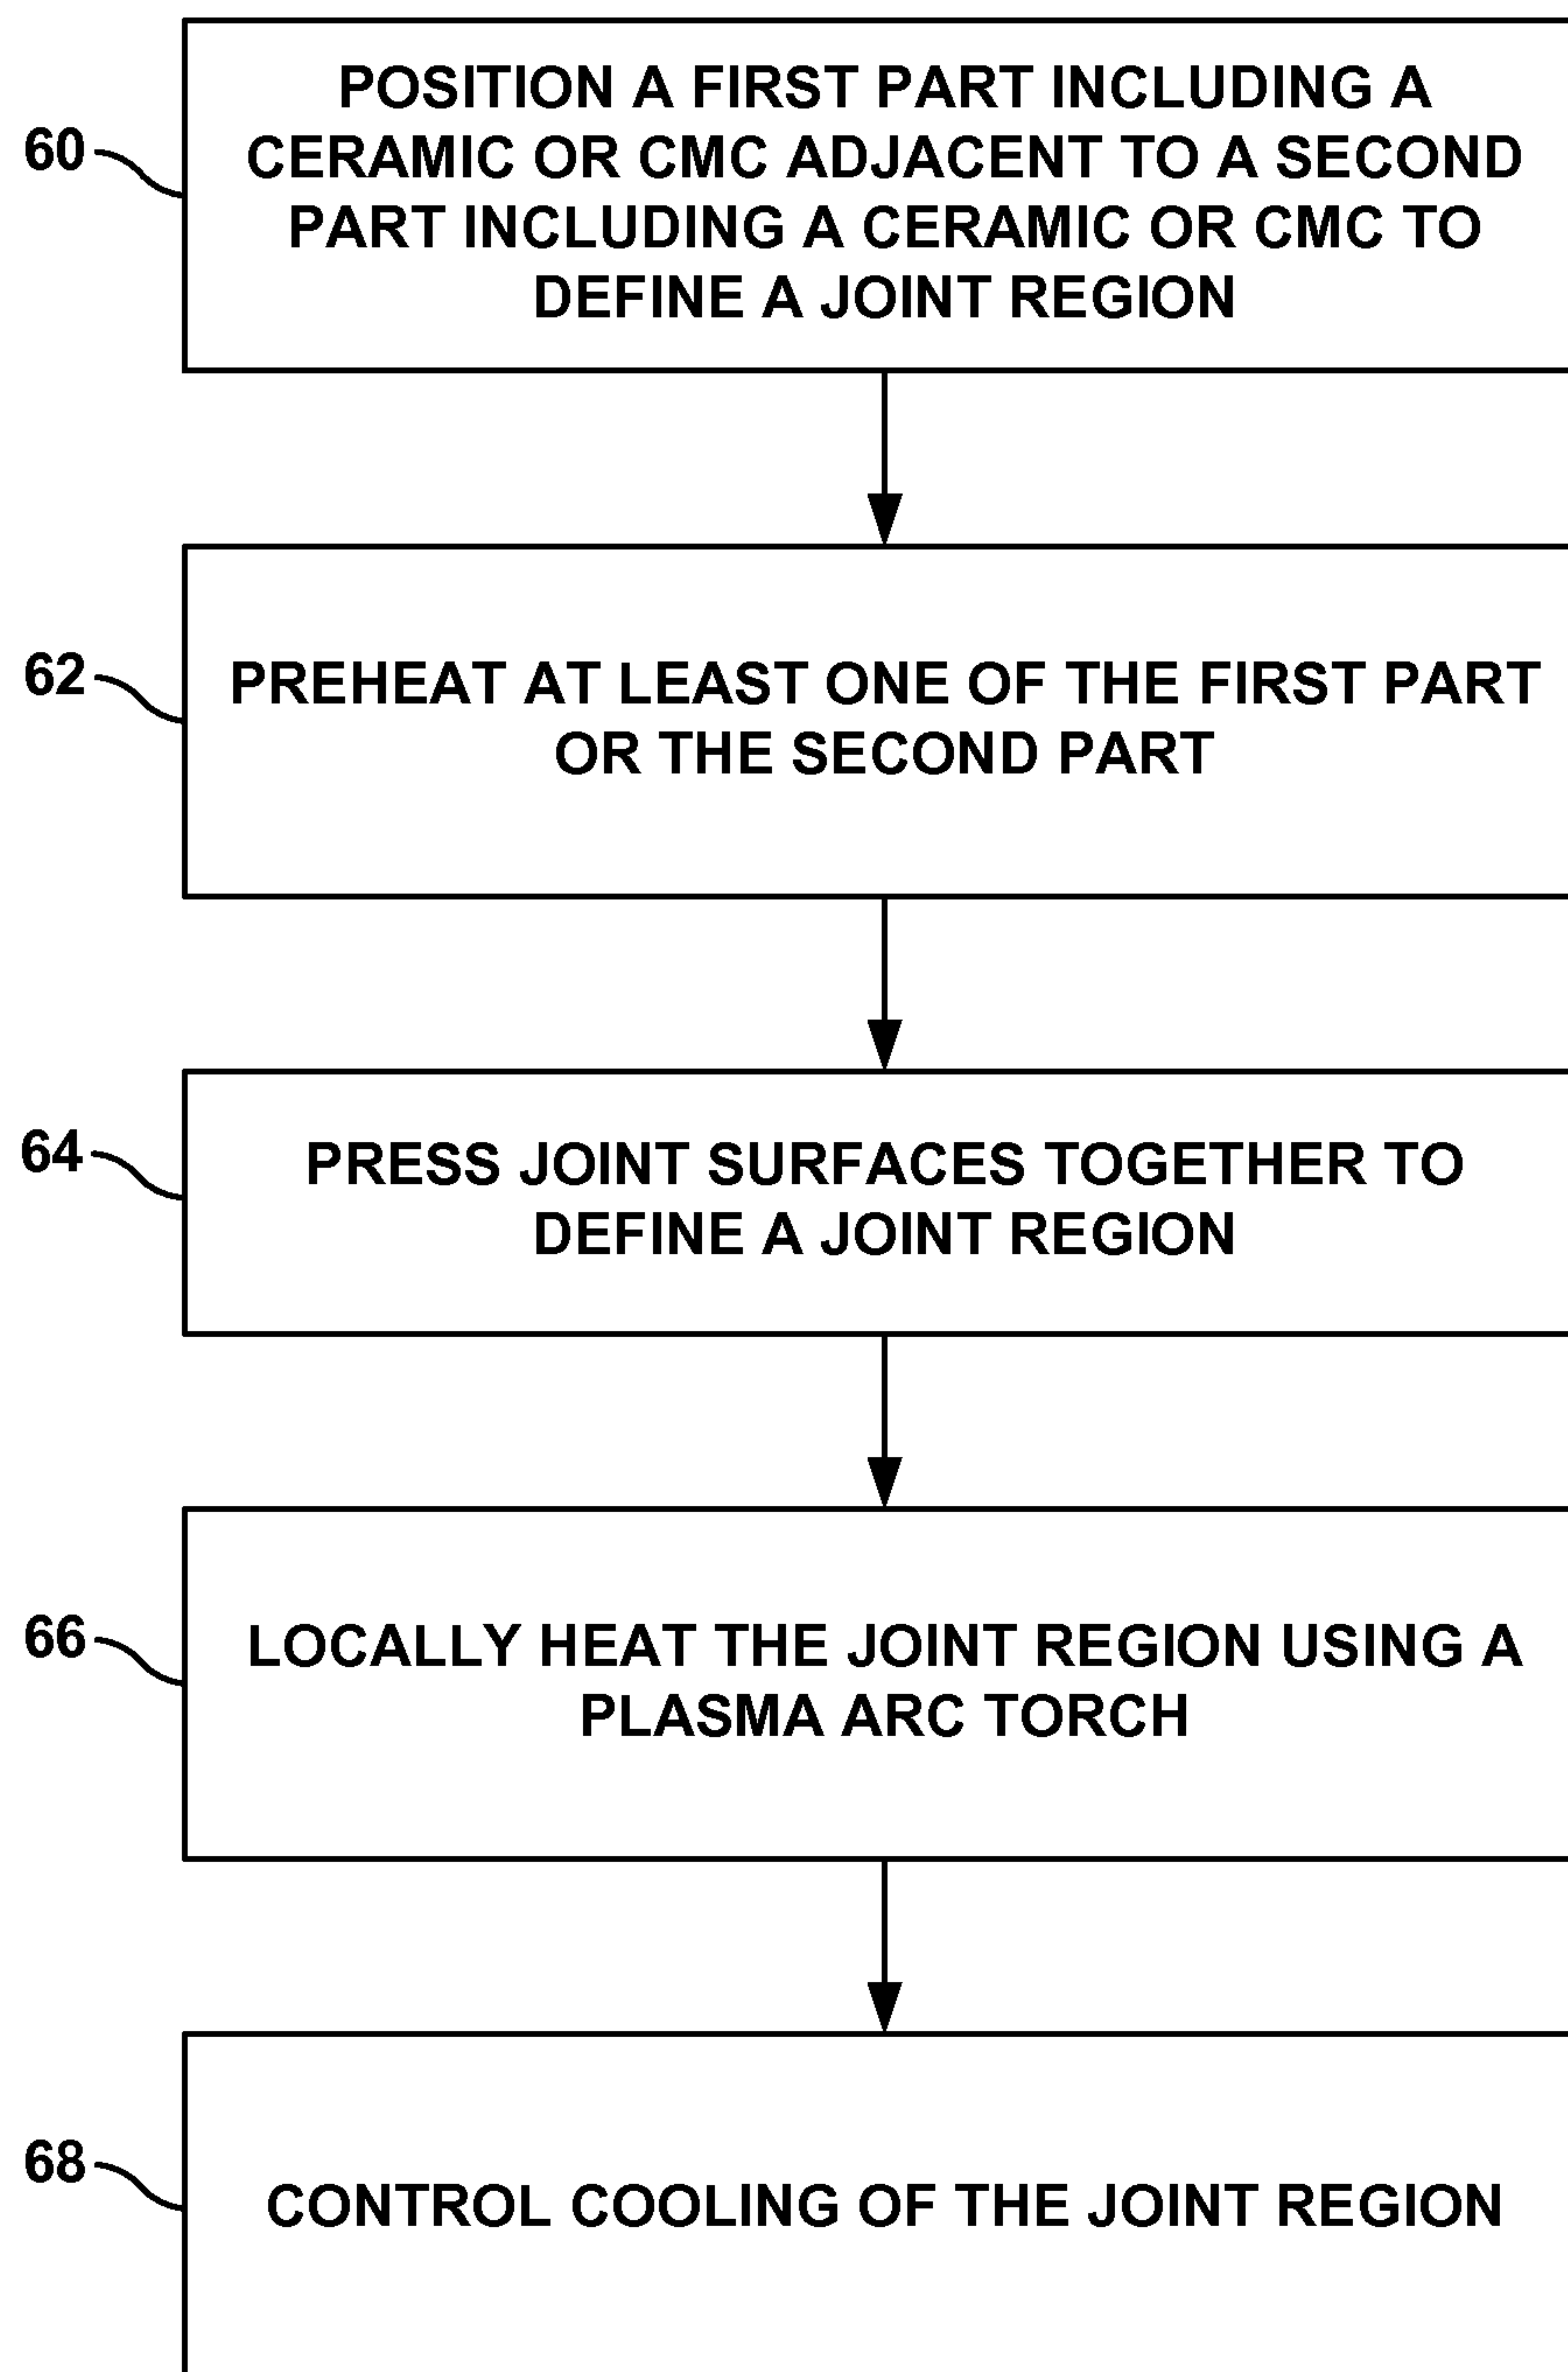 60
POSITION A FIRST PART INCLUDING A
CERAMIC OR CMC ADJACENT TO A SECOND
PART INCLUDING A CERAMIC OR CMC TO
DEFINE A JOINT REGION
62
PREHEAT AT LEAST ONE OF THE FIRST PART
OR THE SECOND PART
64
PRESS JOINT SURFACES TOGETHER TO
DEFINE A JOINT REGION
66
LOCALLY HEAT THE JOINT REGION USING A
PLASMA ARC TORCH
68
CONTROL COOLING OF THE JOINT REGION